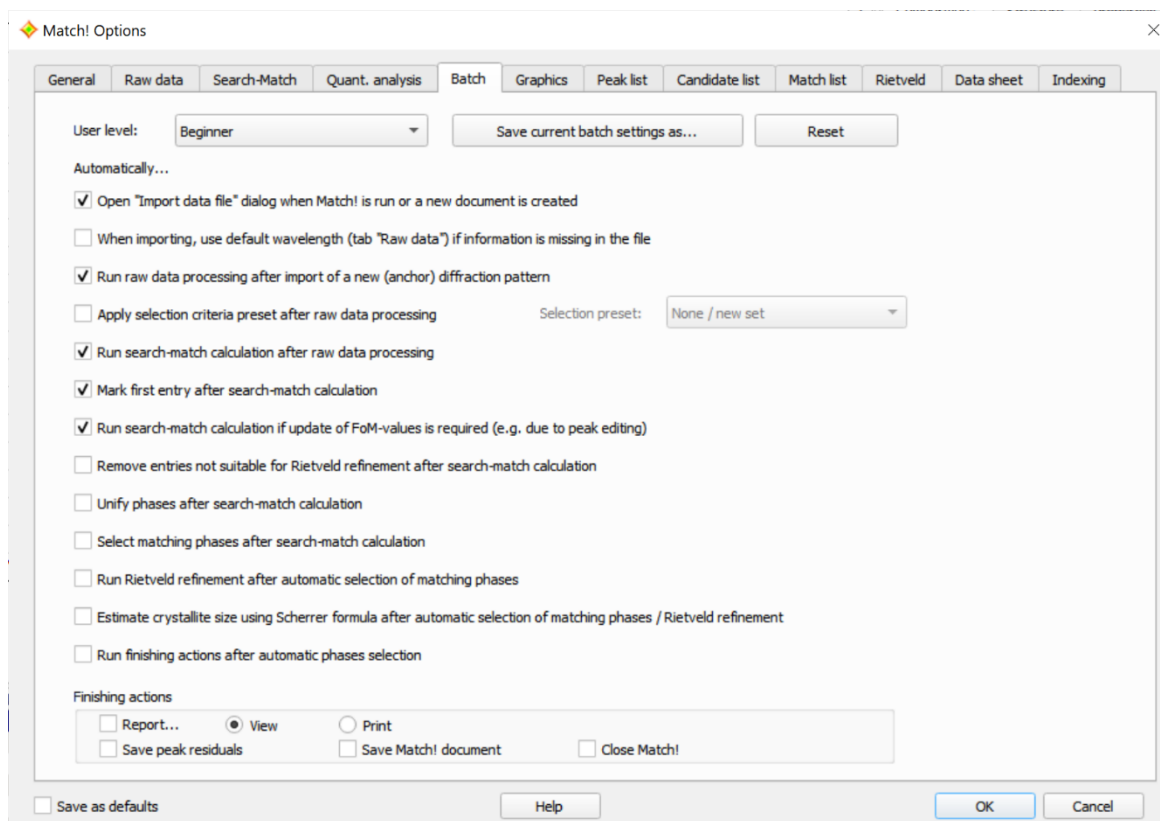 Match! Options
General Raw data Search-Match Quant. analysis Batch Graphics Peak list Candidate list Match list Rietveld Data sheet Indexing
User level: Beginner Save current batch settings as... Reset
Automatically...
Open "Import data file" dialog when Match! is run or a new document is created
When importing, use default wavelength (tab "Raw data") if information is missing in the file
Run raw data processing after import of a new (anchor) diffraction pattern
Apply selection criteria preset after raw data processing Selection preset: None / new set
Run search-match calculation after raw data processing
Mark first entry after search-match calculation
Run search-match calculation if update of FoM-values is required (e.g. due to peak editing)
Remove entries not suitable for Rietveld refinement after search-match calculation
Unify phases after search-match calculation
Select matching phases after search-match calculation
Run Rietveld refinement after automatic selection of matching phases
Estimate crystallite size using Scherrer formula after automatic selection of matching phases / Rietveld refinement
Run finishing actions after automatic phases selection
Finishing actions
Report... View Print
Save peak residuals Save Match! document Close Match!
Save as defaults Help OK Cancel